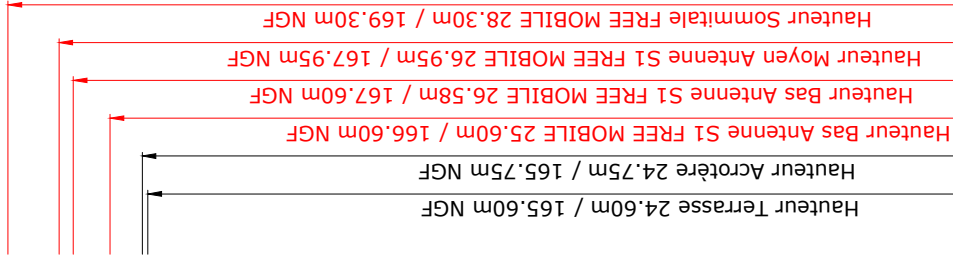 Hauteur Terrasse 24.60m / 165.60m NGF
Hauteur Acrotère 24.75m / 165.75m NGF
Hauteur Bas Antenne S1 FREE MOBILE 25.60m / 166.60m NGF
Hauteur Bas Antenne S1 FREE MOBILE 26.58m / 167.60m NGF
Hauteur Moyen Antenne S1 FREE MOBILE 26.95m / 167.95m NGF
Hauteur Sommitale FREE MOBILE 28.30m / 169.30m NGF